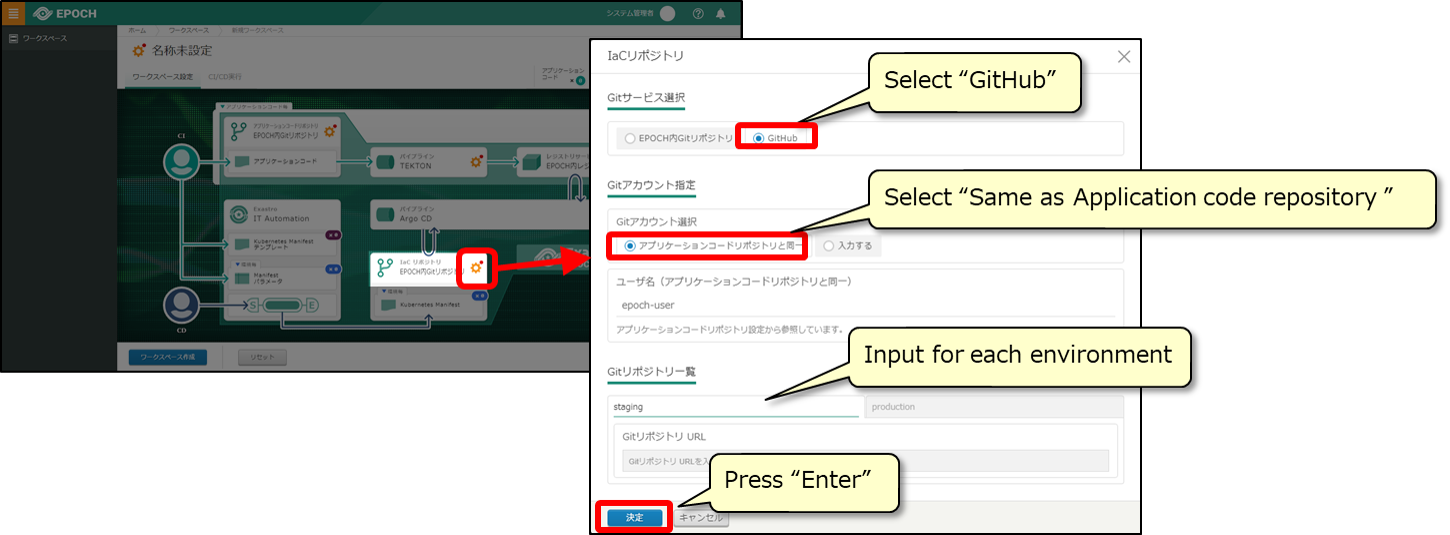 EPOCH
システム管理者
ワークスペース
ホーム
ワークスペース
新規ワークスペース
名称未設定
ワークスペース設定
CI/CD実行
アプリケーション
コード
アプリケーションコード名
CI
アプリケーションコードリポジトリ
EPOCH内Gitリポジトリ
アプリケーションコード
パイプライン
TEKTON
レジストリサー
EPOCH内レジ
Exastro
IT Automation
Kubernetes Manifest
テンプレート
環境名
Manifest
パラメータ
CD
S
E
パイプライン
Argo CD
IaC リポジトリ
EPOCH内Gitリポジトリ
環境名
Kubernetes Manifest
Exa
ワークスペース作成
リセット
IaCリポジトリ
Gitサービス選択
EPOCH内Gitリポジトリ
GitHub
Select “GitHub”
Gitアカウント指定
Gitアカウント選択
アプリケーションコードリポジトリと同一
入力する
Select “Same as Application code repository ”
ユーザ名（アプリケーションコードリポジトリと同一）
epoch-user
アプリケーションコードリポジトリ設定から参照しています。
Input for each environment
Gitリポジトリ一覧
staging
production
Gitリポジトリ URL
Gitリポジトリ URLを入
Press “Enter”
決定
キャンセル